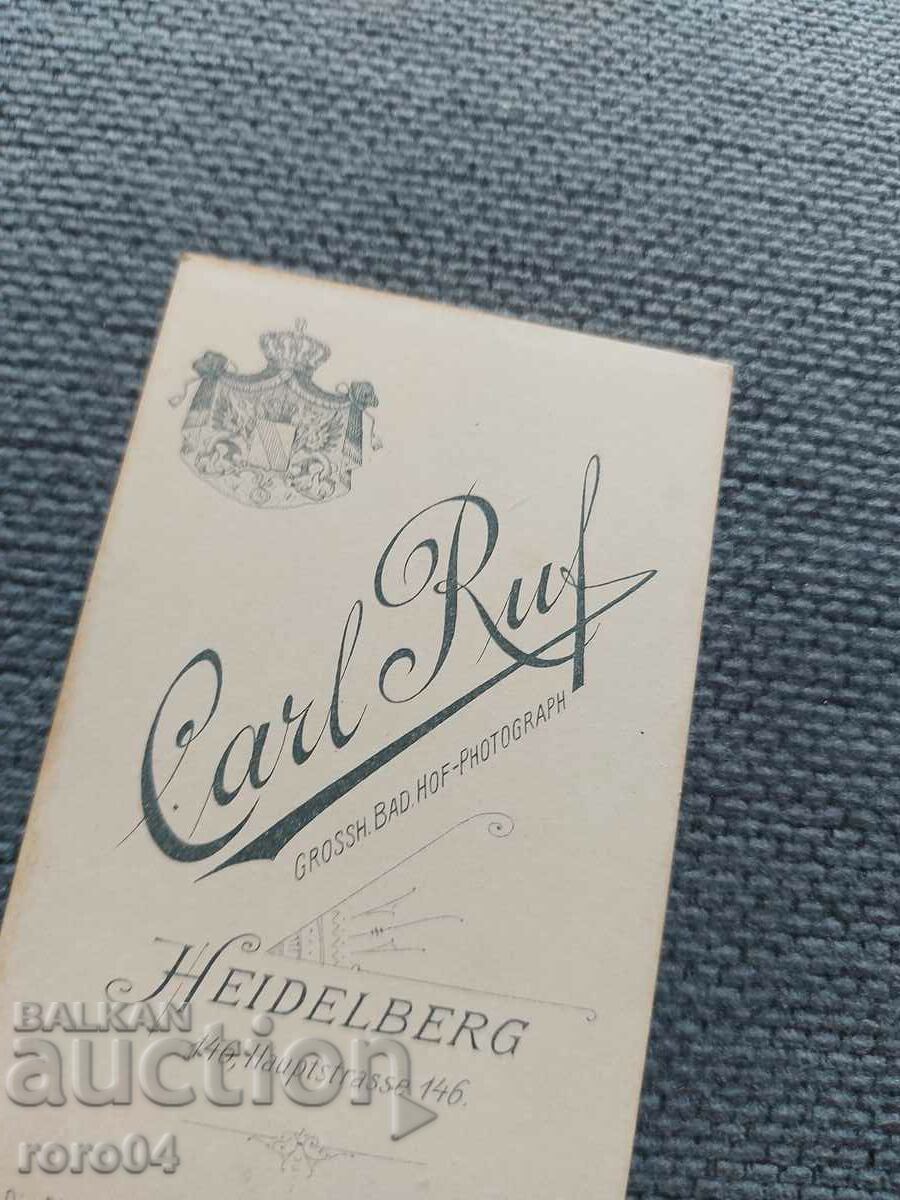 Carl Ruf
GROSSH. BAD. HOF-PHOTOGRAPH
HEIDELBERG
146, Hauptstrasse 146.
BALKAN
auction
roro04